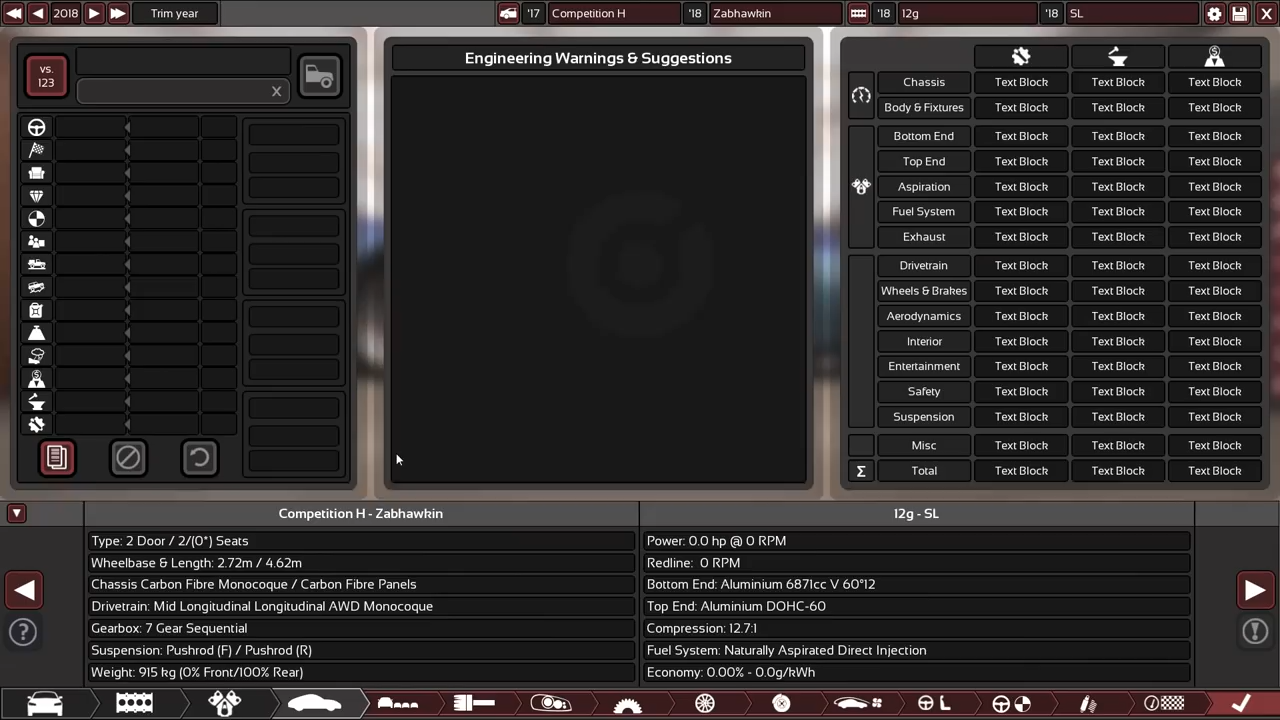 2018
Trim year
'17
Competition H
'18
Zabhawkin
'18
12g
'18
SL
vs.
123
X
Engineering Warnings & Suggestions
Chassis Text Block Text Block Text Block
Body & Fixtures Text Block Text Block Text Block
Bottom End Text Block Text Block Text Block
Top End Text Block Text Block Text Block
Aspiration Text Block Text Block Text Block
Fuel System Text Block Text Block Text Block
Exhaust Text Block Text Block Text Block
Drivetrain Text Block Text Block Text Block
Wheels & Brakes Text Block Text Block Text Block
Aerodynamics Text Block Text Block Text Block
Interior Text Block Text Block Text Block
Entertainment Text Block Text Block Text Block
Safety Text Block Text Block Text Block
Suspension Text Block Text Block Text Block
Misc Text Block Text Block Text Block
Σ Total Text Block Text Block Text Block
Competition H - Zabhawkin
Type: 2 Door / 2/(0*) Seats
Wheelbase & Length: 2.72m / 4.62m
Chassis Carbon Fibre Monocoque / Carbon Fibre Panels
Drivetrain: Mid Longitudinal Longitudinal AWD Monocoque
Gearbox: 7 Gear Sequential
Suspension: Pushrod (F) / Pushrod (R)
Weight: 915 kg (0% Front/100% Rear)
12g - SL
Power: 0.0 hp @ 0 RPM
Redline: 0 RPM
Bottom End: Aluminium 6871cc V 60°12
Top End: Aluminium DOHC-60
Compression: 12.7:1
Fuel System: Naturally Aspirated Direct Injection
Economy: 0.00% - 0.0g/kWh